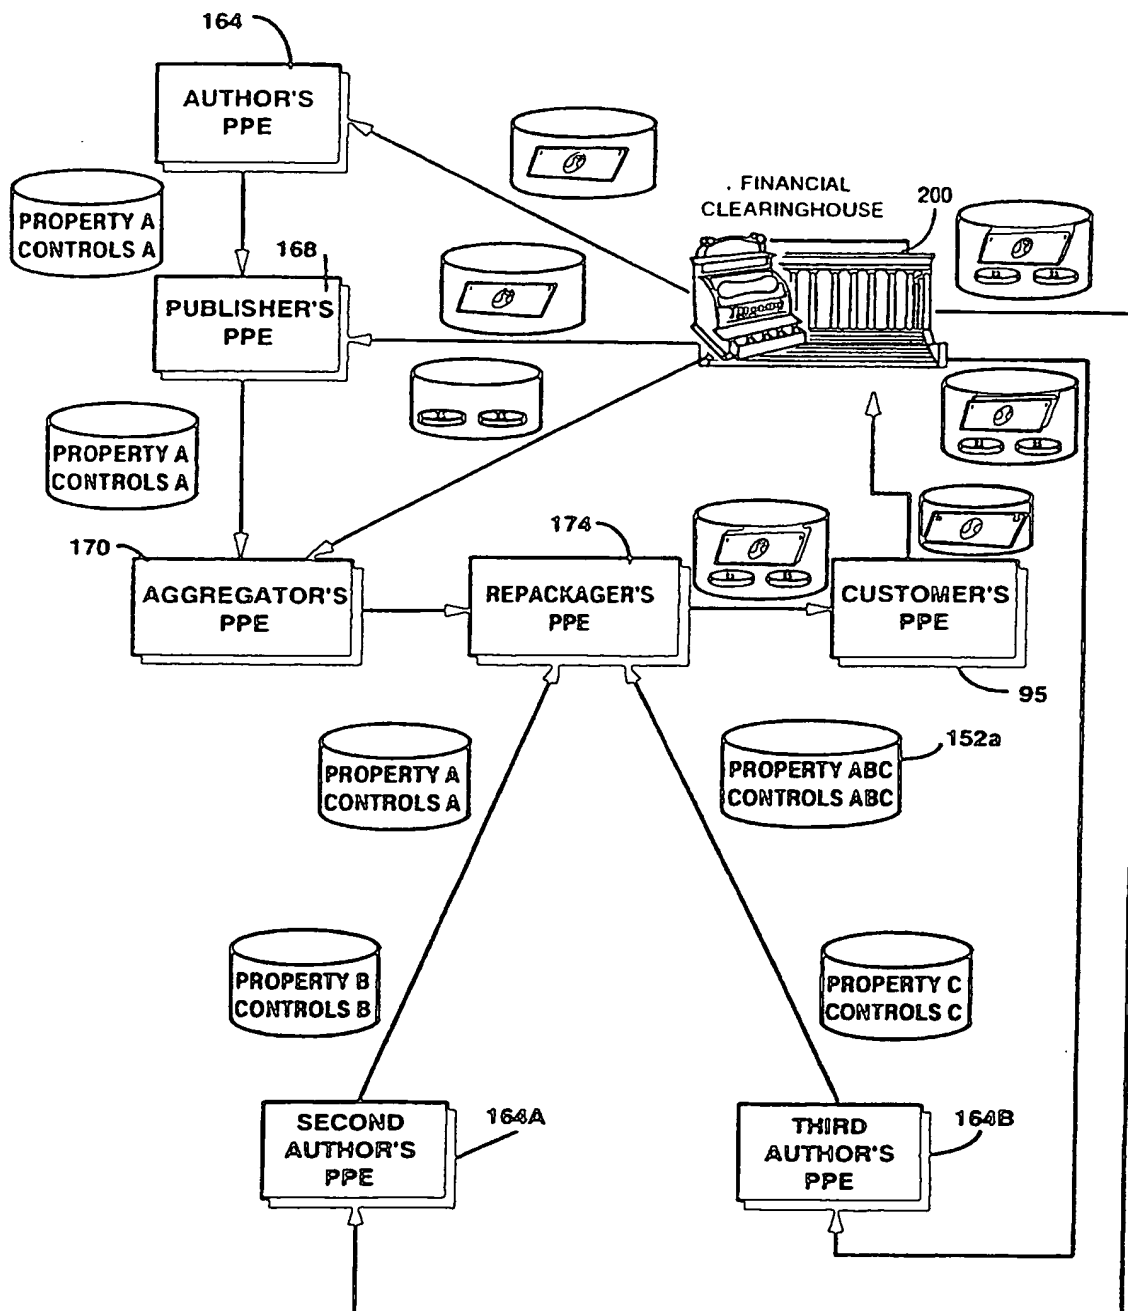 164
AUTHOR'S
PPE
PROPERTY A
CONTROLS A
FINANCIAL
CLEARINGHOUSE
200
168
PUBLISHER'S
PPE
PROPERTY A
CONTROLS A
170
AGGREGATOR'S
PPE
174
REPACKAGER'S
PPE
CUSTOMER'S
PPE
95
PROPERTY A
CONTROLS A
PROPERTY ABC
CONTROLS ABC
152a
PROPERTY B
CONTROLS B
PROPERTY C
CONTROLS C
SECOND
AUTHOR'S
PPE
164A
THIRD
AUTHOR'S
PPE
164B